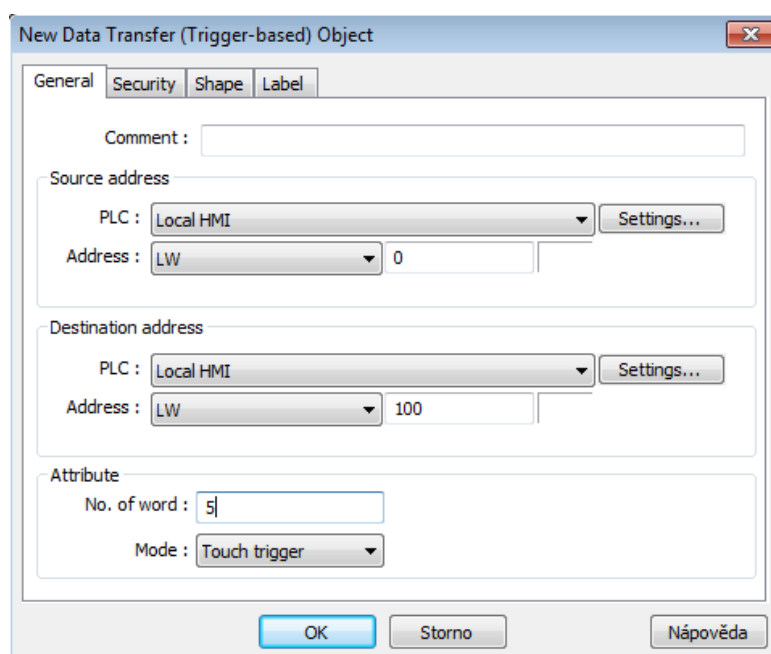 New Data Transfer (Trigger-based) Object
General Security Shape Label
Comment :
Source address
PLC : Local HMI Settings...
Address : LW 0
Destination address
PLC : Local HMI Settings...
Address : LW 100
Attribute
No. of word : 5
Mode : Touch trigger
OK Storno Nápověda